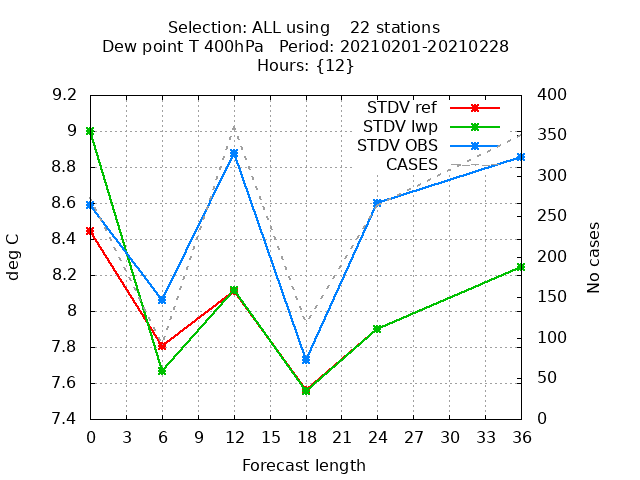 Selection: ALL using    22 stations
Dew point T 400hPa   Period: 20210201-20210228
Hours: {12}
STDV ref
STDV lwp
STDV OBS
CASES
deg C
No cases
9.2
9
8.8
8.6
8.4
8.2
8
7.8
7.6
7.4
400
350
300
250
200
150
100
50
0
0 3 6 9 12 15 18 21 24 27 30 33 36
Forecast length